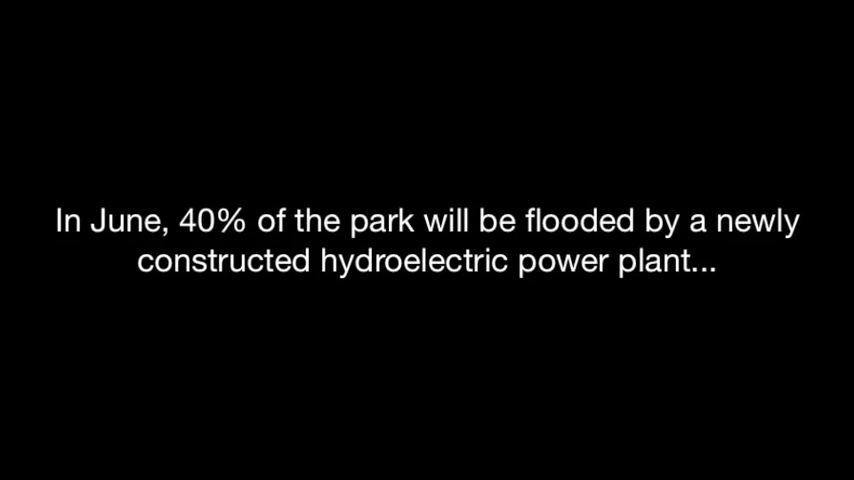 In June, 40% of the park will be flooded by a newly
constructed hydroelectric power plant...